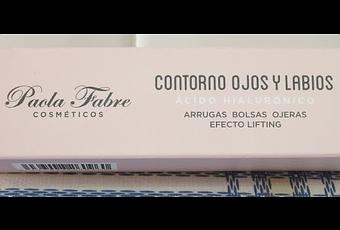 Paola Fabre
COSMÉTICOS
CONTORNO OJOS Y LABIOS
ÁCIDO HIALURÓNICO
ARRUGAS BOLSAS OJERAS
EFECTO LIFTING